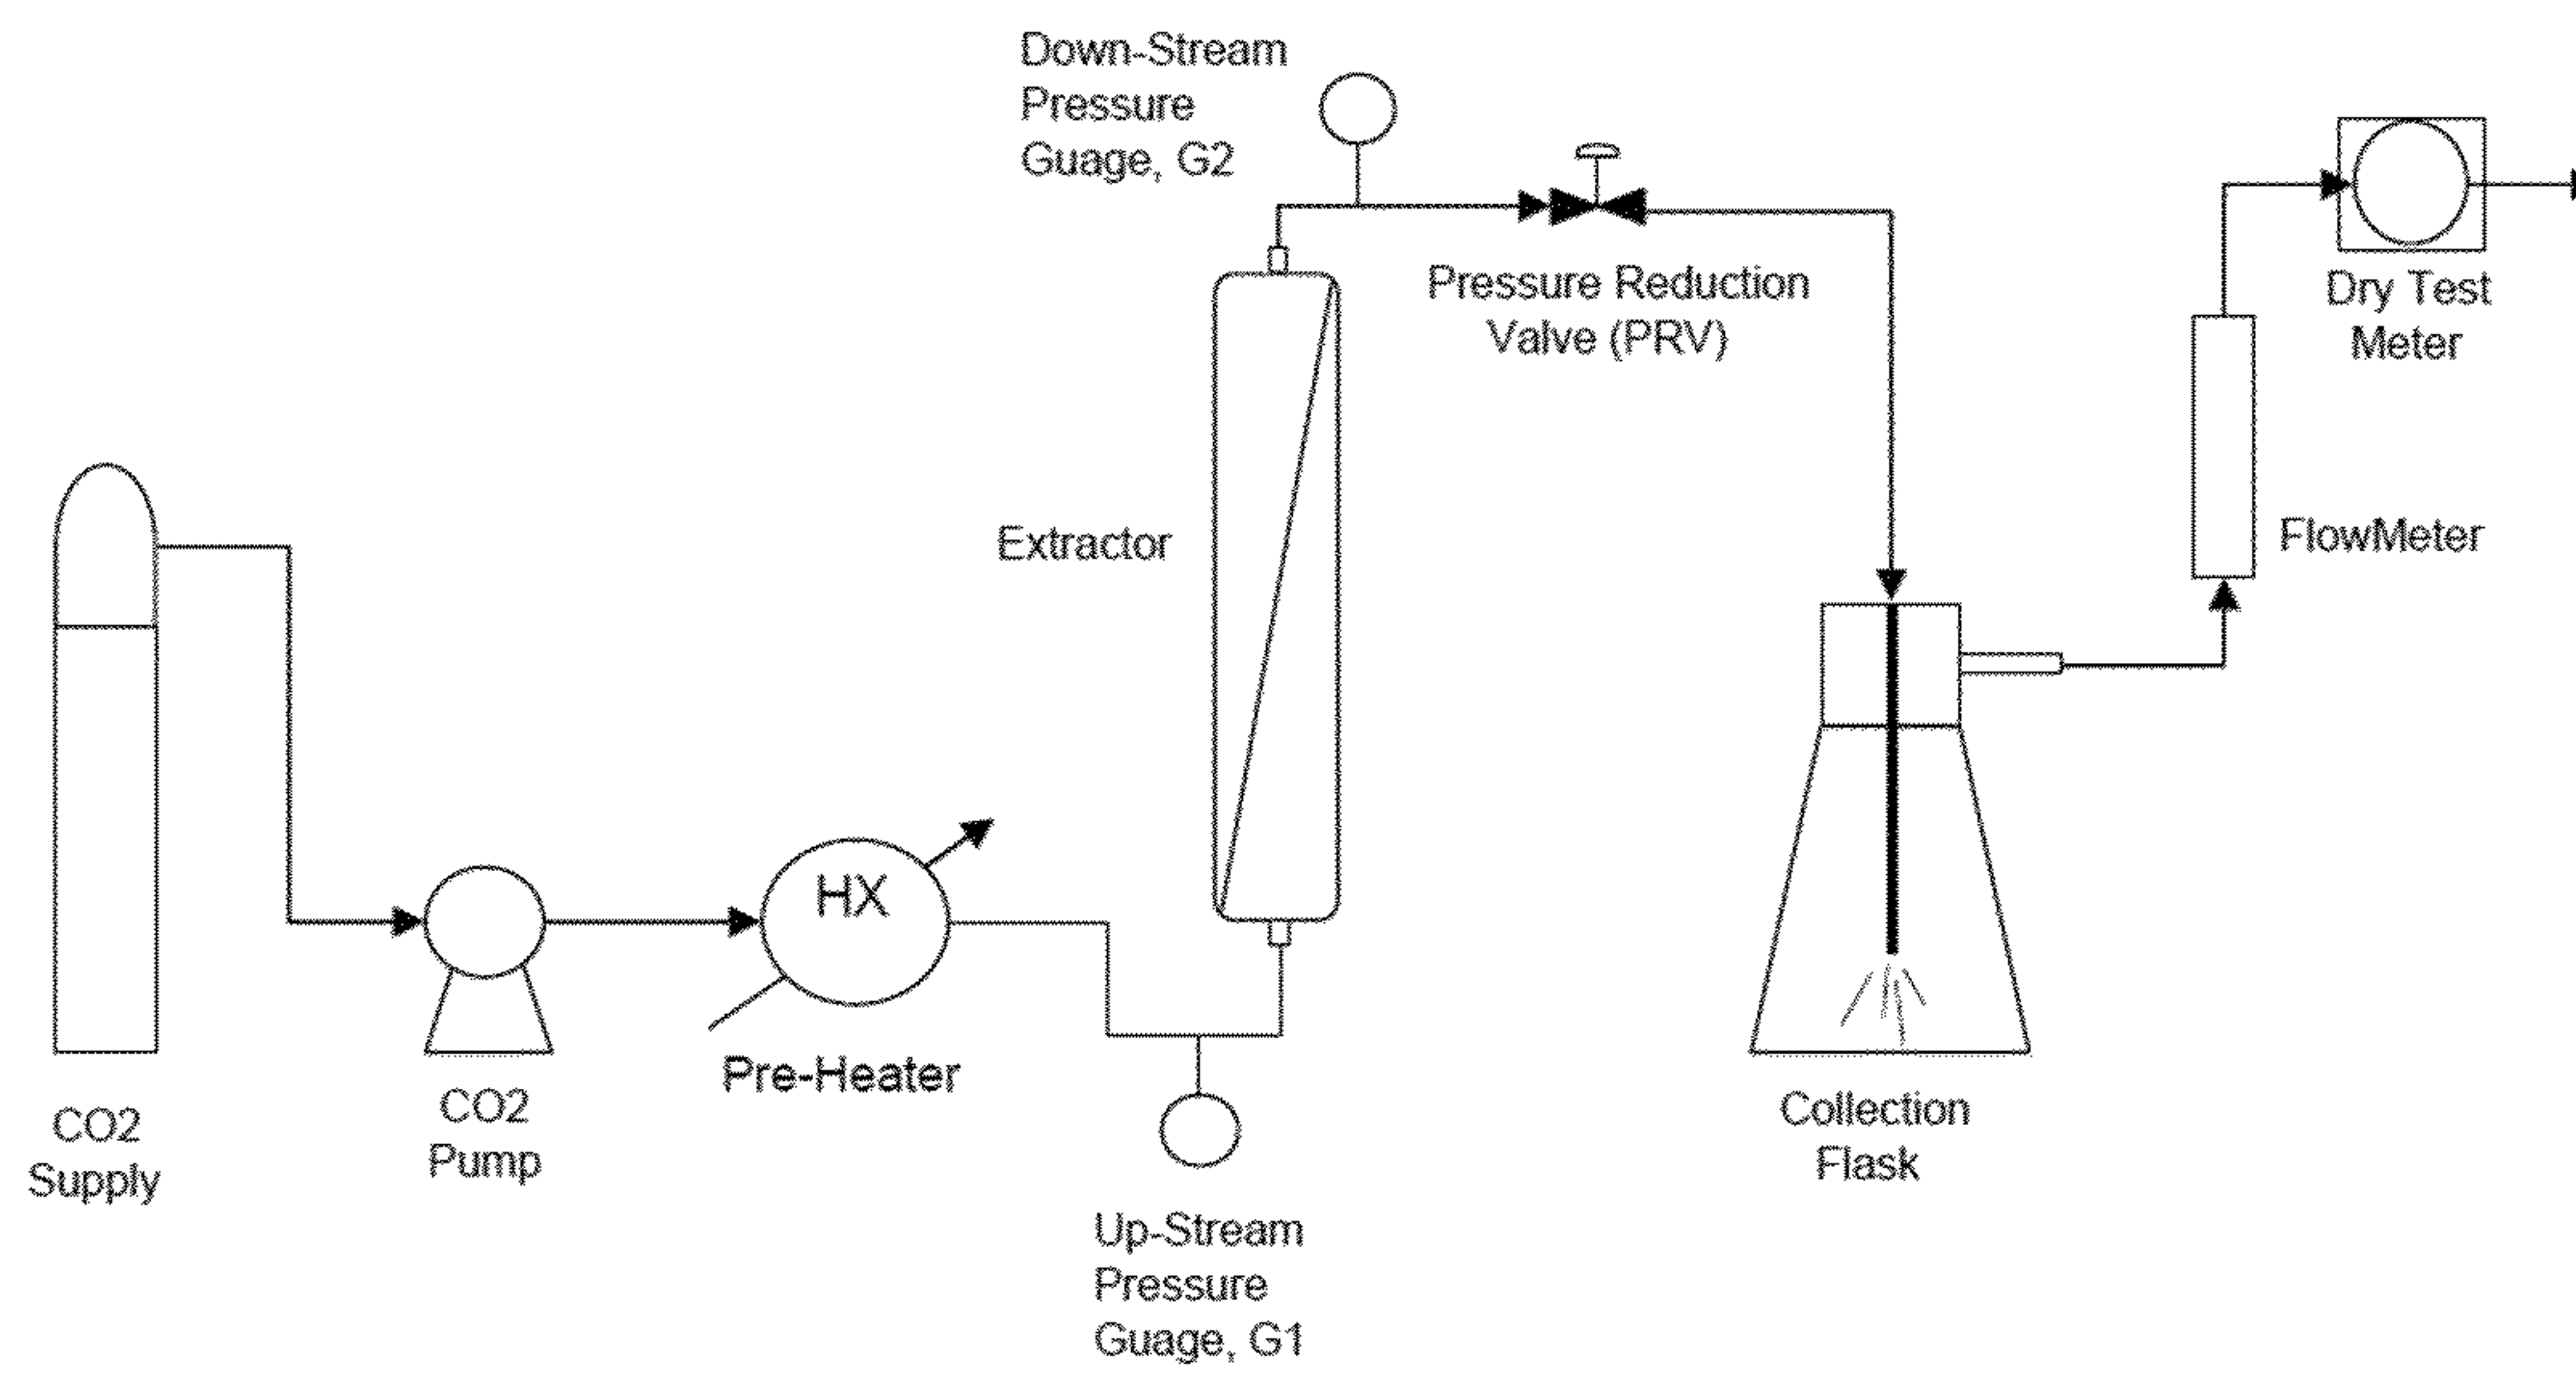 Down-Stream
Pressure
Guage, G2
Pressure Reduction
Valve (PRV)
Dry Test
Meter
Extractor
FlowMeter
HX
Pre-Heater
CO2
Supply
CO2
Pump
Collection
Flask
Up-Stream
Pressure
Guage, G1